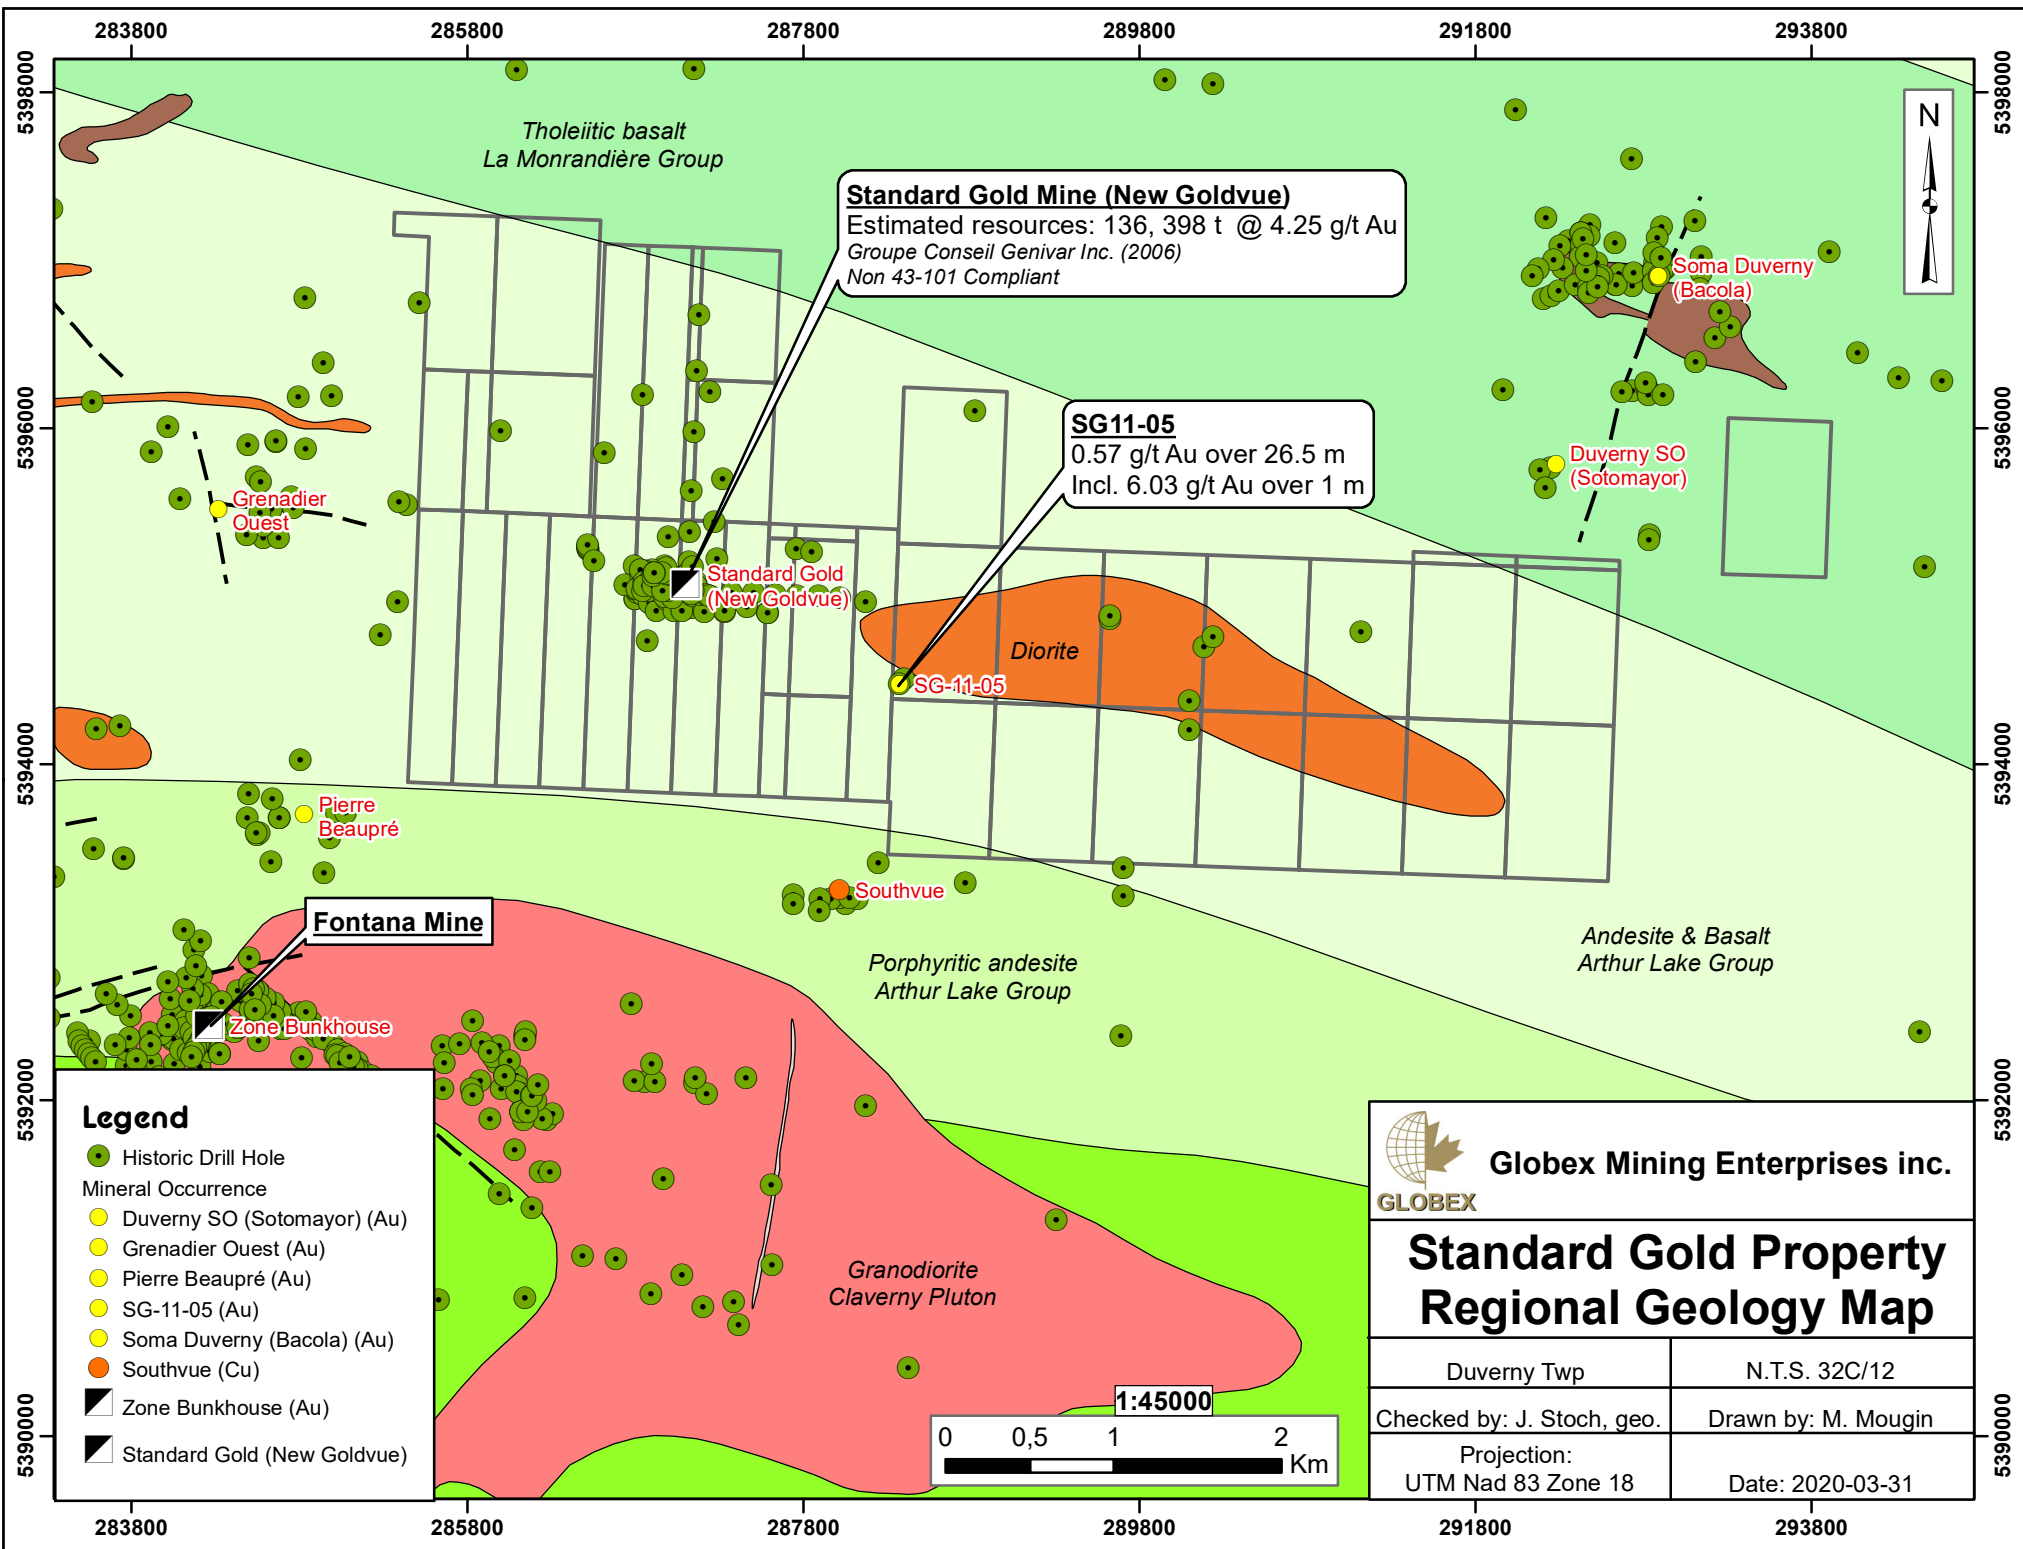 283800
285800
287800
289800
291800
293800
5398000
5398000
N
Tholeiitic basalt
La Monrandière Group
Standard Gold Mine (New Goldvue)
Estimated resources: 136, 398 t @ 4.25 g/t Au
Groupe Conseil Genivar Inc. (2006)
Non 43-101 Compliant
Soma Duverny
(Bacola)
5396000
5396000
SG11-05
0.57 g/t Au over 26.5 m
Incl. 6.03 g/t Au over 1 m
Duverny SO
(Sotomayor)
Grenadier
Ouest
Standard Gold
(New Goldvue)
Diorite
SG-11-05
5394000
5394000
Pierre
Beaupré
Southvue
Fontana Mine
Porphyritic andesite
Arthur Lake Group
Andesite & Basalt
Arthur Lake Group
Zone Bunkhouse
5392000
5392000
Legend
Historic Drill Hole
Mineral Occurrence
Duverny SO (Sotomayor) (Au)
Grenadier Ouest (Au)
Pierre Beaupré (Au)
SG-11-05 (Au)
Soma Duverny (Bacola) (Au)
Southvue (Cu)
Zone Bunkhouse (Au)
Standard Gold (New Goldvue)
Granodiorite
Claverny Pluton
1:45000
0 0,5 1 2
Km
GLOBEX
Globex Mining Enterprises inc.
Standard Gold Property
Regional Geology Map
Duverny Twp
N.T.S. 32C/12
Checked by: J. Stoch, geo.
Drawn by: M. Mougin
Projection:
UTM Nad 83 Zone 18
Date: 2020-03-31
5390000
5390000
283800
285800
287800
289800
291800
293800